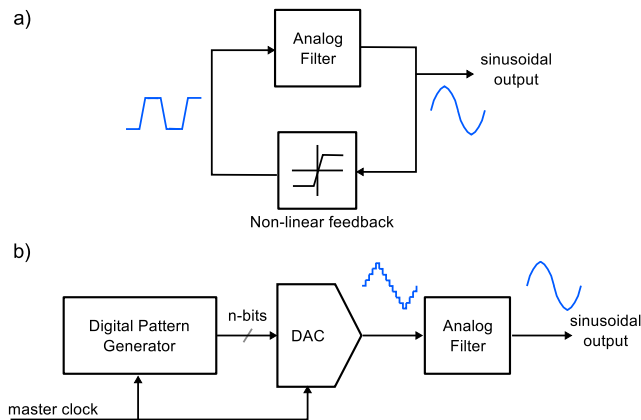 a)
Analog
Filter
sinusoidal
output
Non-linear feedback
b)
Digital Pattern
Generator
n-bits
DAC
Analog
Filter
sinusoidal
output
master clock